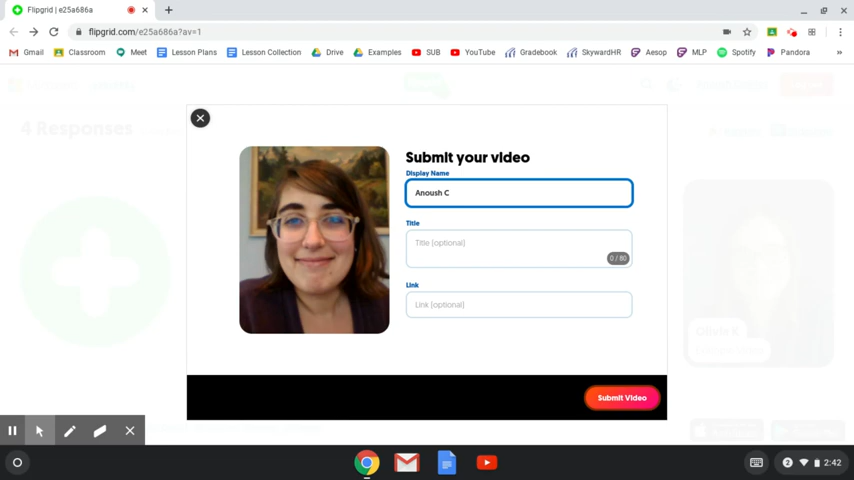 Flipgrid | e25a686a
flipgrid.com/e25a686a?av=1
Gmail Classroom Meet Lesson Plans Lesson Collection Drive Examples SUB YouTube Gradebook SkywardHR Aesop MLP Spotify Pandora »
4 Responses
Submit your video
Display Name
Anoush C
Title
Title (optional)
0 / 80
Link
Link (optional)
Olivia K
Submit Video
2 2:42